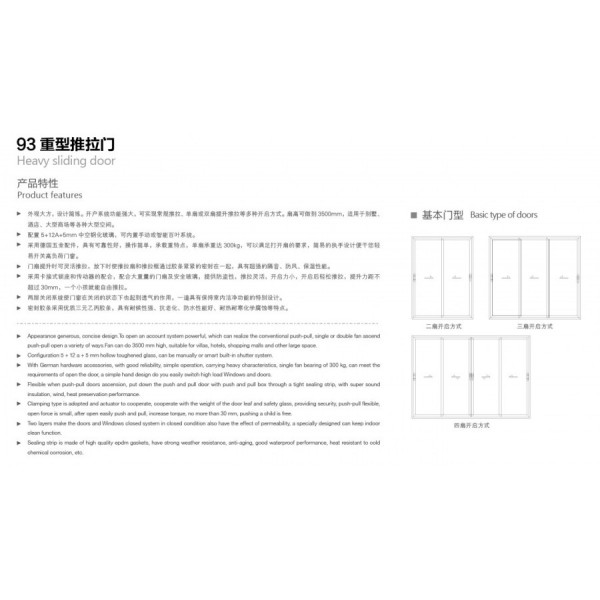 93 重型推拉门
Heavy sliding door
产品特性
Product features
外观大方、设计简练。开户系统功能强大，可实现常规推拉、单扇或双扇提升推拉等多种开启方式。扇高可做到 3500mm，适用于别墅、
酒店、大型商场等各种大型空间。
配置 5+12A+5mm 中空钢化玻璃，可内置手动或智能百叶系统。
采用德国五金配件，具有可靠性好，操作简单，承载量特点，单扇承重达 300kg，可以满足打开扇的要求，简易的执手设计便于您轻
易开关高负荷门窗。
门扇提升时可灵活推拉，放下时使推拉扇和推拉框通过胶条紧紧的密封在一起，具有超强的隔音、防风、保温性能。
采用卡接式锁座和传动器的配合，配合大重量的门扇及安全玻璃，提供防盗性，推拉灵活，开启力小，开启后轻松推拉，提升力距不
超过 30mm，一个小孩就能自由推拉。
两层关闭系统使门窗在关闭的状态下也起到透气的作用，一道具有保持室内洁净功能的特别设计。
密封胶条采用优质三元乙丙胶条，具有耐候性强、抗老化、防水性能好、耐热耐寒化学腐蚀等特点。
Appearance generous, concise design.To open an account system powerful, which can realize the conventional push-pull, single or double fan ascend
push-pull open a variety of ways.Fan can do 3500 mm high, suitable for villas, hotels, shopping malls and other large space.
Configuration 5 + 12 a + 5 mm hollow toughened glass, can be manually or smart built-in shutter system.
With German hardware accessories, with good reliability, simple operation, carrying heavy characteristics, single fan bearing of 300 kg, can meet the
requirements of open the door, a simple hand design do you easily switch high load Windows and doors.
Flexible when push-pull doors ascension, put down the push and pull door with push and pull box through a tight sealing strip, with super sound
insulation, wind, heat preservation performance.
Clamping type is adapted and actuator to cooperate, cooperate with the weight of the door leaf and safety glass, providing security, push-pull flexible,
open force is small, after open easily push and pull, increase torque, no more than 30 mm, pushing a child is free.
Two layers make the doors and Windows closed system in closed condition also have the effect of permeability, a specially designed can keep indoor
clean function.
Sealing strip is made of high quality epdm gaskets, have strong weather resistance, anti-aging, good waterproof performance, heat resistant to cold
chemical corrosion, etc.
基本门型 Basic type of doors
二扇开启方式
三扇开启方式
四扇开启方式